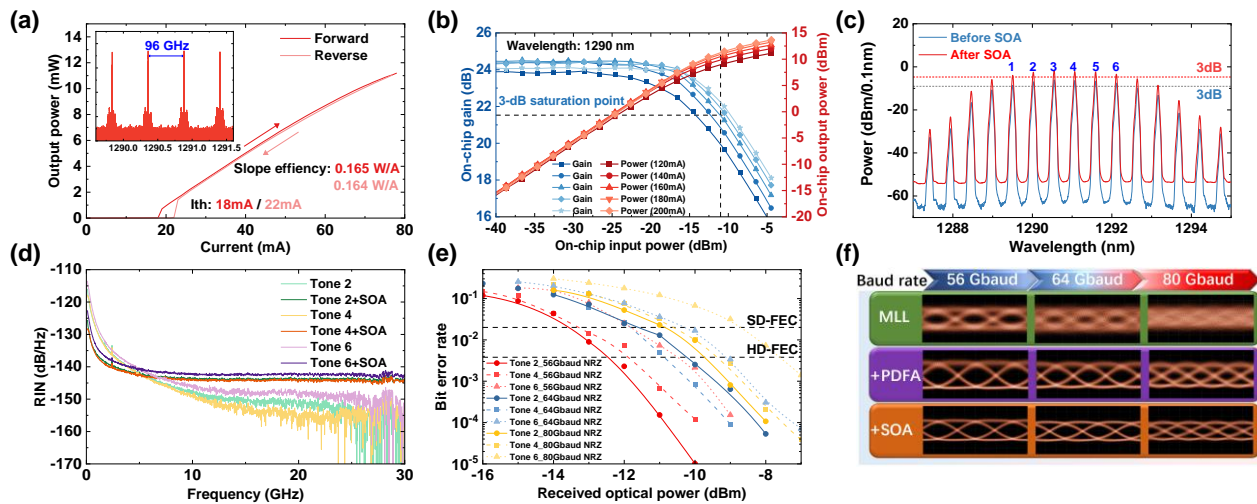 (a)
14
12
10
8
6
4
2
0
Output power (mW)
96 GHz
1290.0 1290.5 1291.0 1291.5
Forward
Reverse
Slope effiency: 0.165 W/A
0.164 W/A
Ith: 18mA / 22mA
0 20 40 60 80
Current (mA)
(b)
26
24
22
20
18
16
On-chip gain (dB)
Wavelength: 1290 nm
3-dB saturation point
Gain Power (120mA)
Gain Power (140mA)
Gain Power (160mA)
Gain Power (180mA)
Gain Power (200mA)
-40 -35 -30 -25 -20 -15 -10 -5
On-chip input power (dBm)
15
10
5
0
-5
-10
-15
-20
On-chip output power (dBm)
(c)
20
0
-20
-40
-60
Power (dBm/0.1nm)
Before SOA
After SOA
1 2 3 4 5 6
3dB
3dB
1288 1290 1292 1294
Wavelength (nm)
(d)
-110
-120
-130
-140
-150
-160
-170
RIN (dB/Hz)
Tone 2
Tone 2+SOA
Tone 4
Tone 4+SOA
Tone 6
Tone 6+SOA
0 5 10 15 20 25 30
Frequency (GHz)
(e)
10-1
10-2
10-3
10-4
10-5
Bit error rate
SD-FEC
HD-FEC
Tone 2_56Gbaud NRZ
Tone 4_56Gbaud NRZ
Tone 6_56Gbaud NRZ
Tone 2_64Gbaud NRZ
Tone 4_64Gbaud NRZ
Tone 6_64Gbaud NRZ
Tone 2_80Gbaud NRZ
Tone 4_80Gbaud NRZ
Tone 6_80Gbaud NRZ
-16 -14 -12 -10 -8
Received optical power (dBm)
(f)
Baud rate 56 Gbaud 64 Gbaud 80 Gbaud
MLL
+PDFA
+SOA